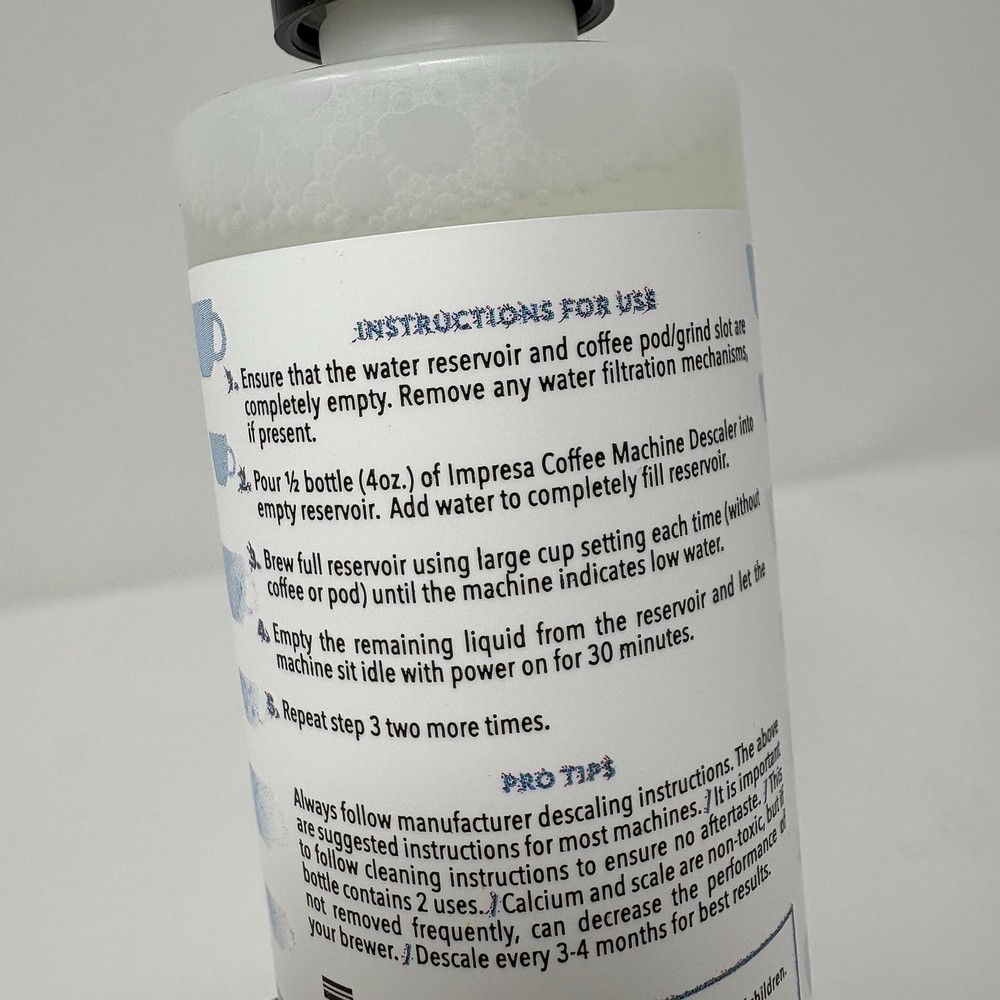 INSTRUCTIONS FOR USE
1. Ensure that the water reservoir and coffee pod/grind slot are
completely empty. Remove any water filtration mechanisms,
if present.
2. Pour ½ bottle (4oz.) of Impresa Coffee Machine Descaler into
empty reservoir. Add water to completely fill reservoir.
3. Brew full reservoir using large cup setting each time (without
coffee or pod) until the machine indicates low water.
4. Empty the remaining liquid from the reservoir and let the
machine sit idle with power on for 30 minutes.
5. Repeat step 3 two more times.
PRO TIPS
Always follow manufacturer descaling instructions. The above
are suggested instructions for most machines. / It is important
to follow cleaning instructions to ensure no aftertaste. / This
bottle contains 2 uses. / Calcium and scale are non-toxic, but if
not removed frequently, can decrease the performance of
your brewer. / Descale every 3-4 months for best results.
children.